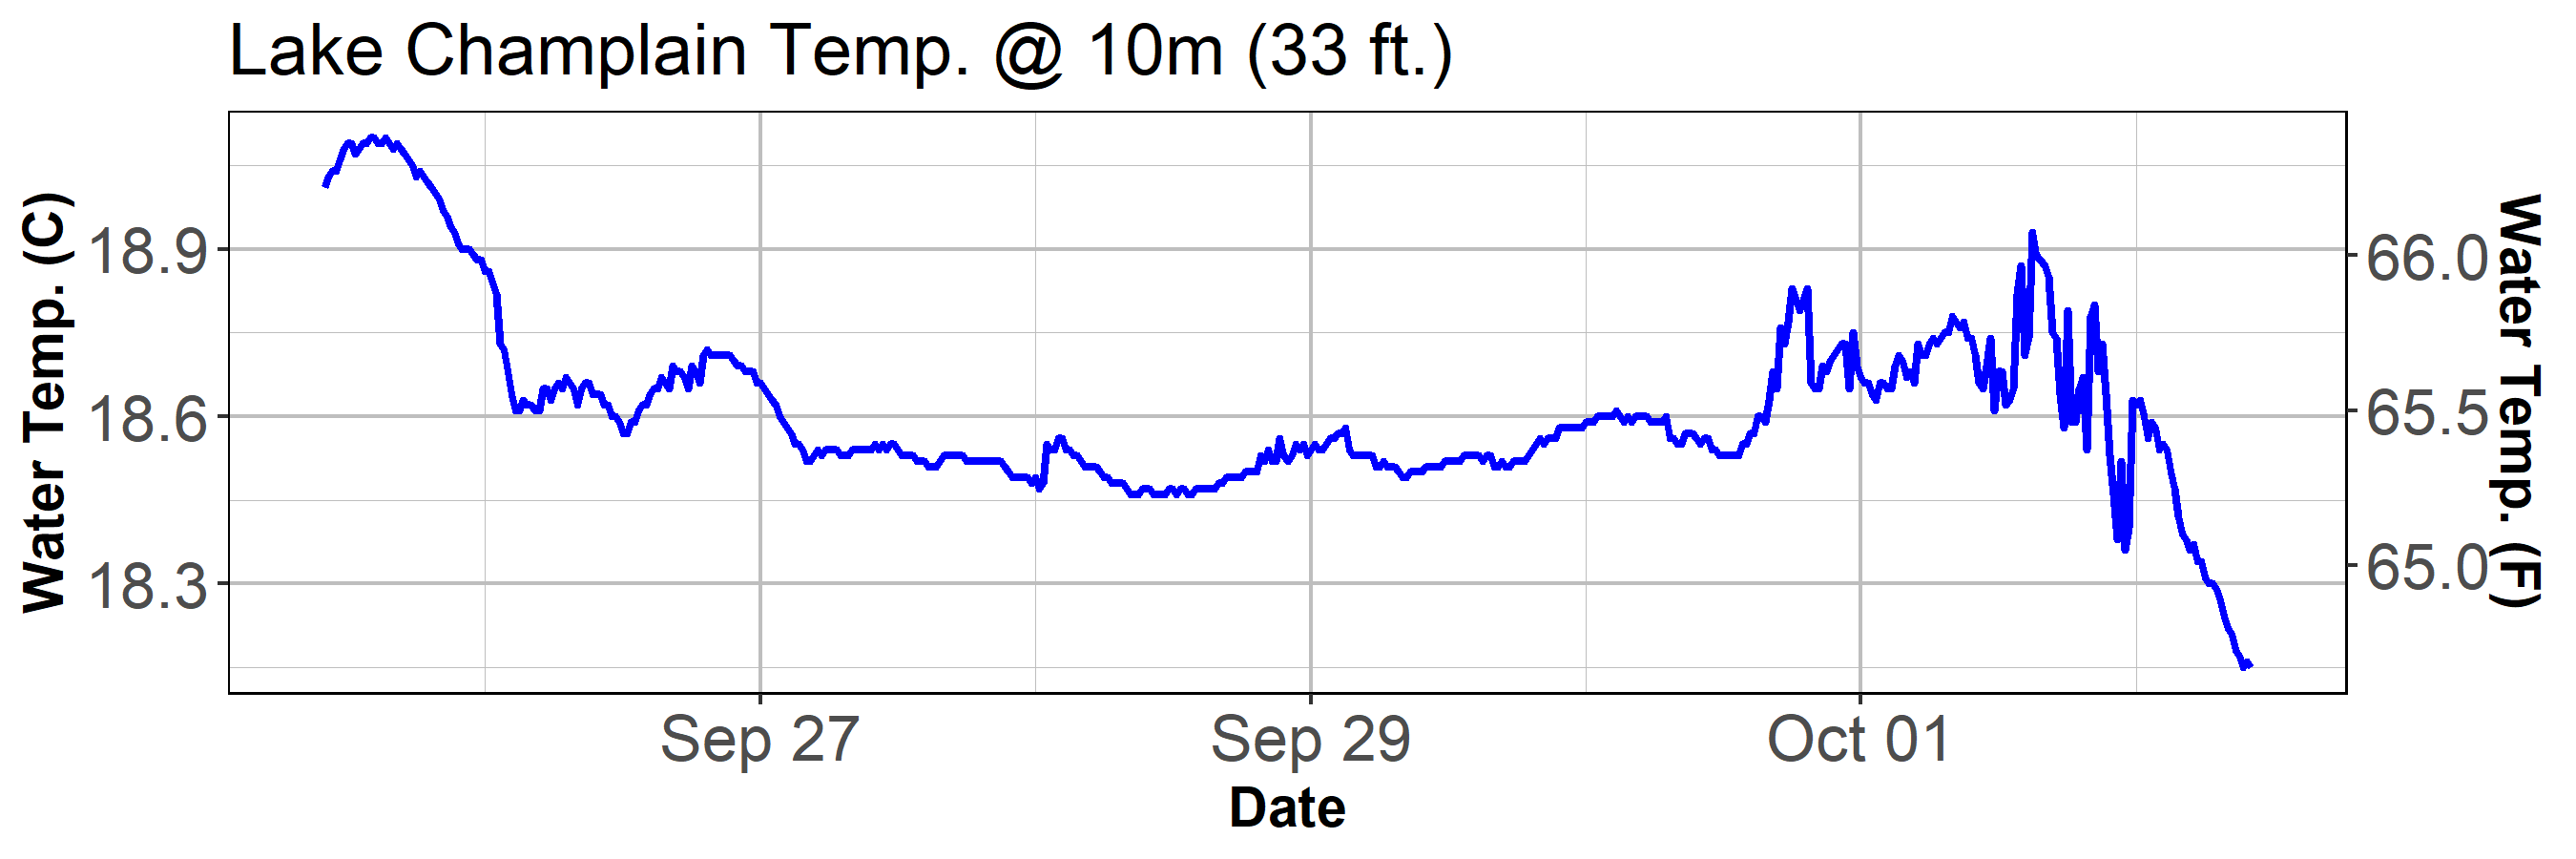 Lake Champlain Temp. @ 10m (33 ft.)
Water Temp. (C)
18.9
18.6
18.3
66.0
65.5
65.0
Water Temp. (F)
Sep 27
Sep 29
Oct 01
Date